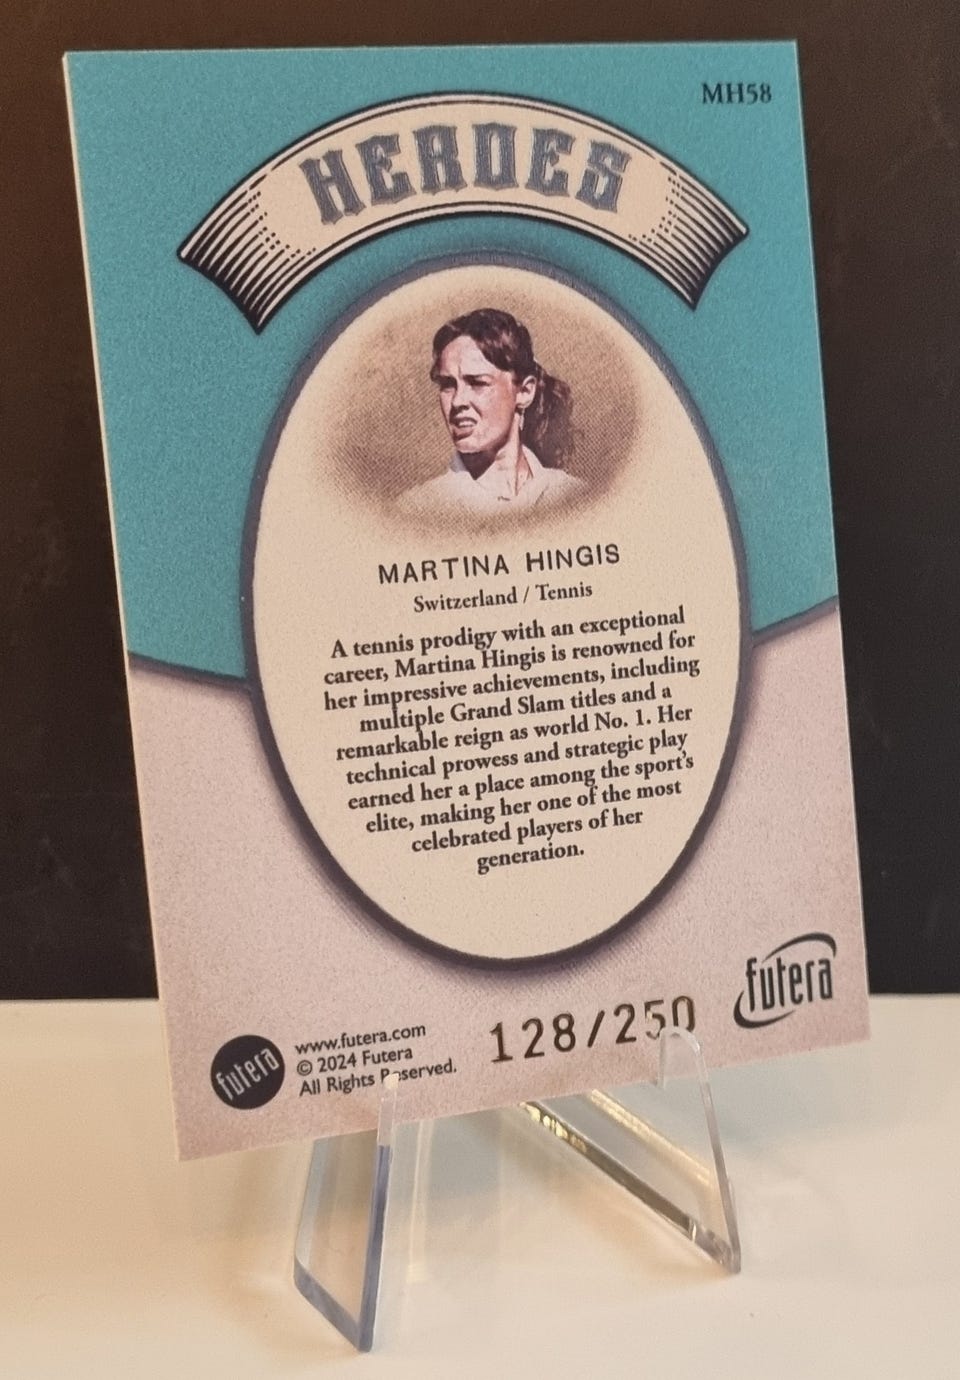 MH58
HEROES
MARTINA HINGIS
Switzerland / Tennis
A tennis prodigy with an exceptional
career, Martina Hingis is renowned for
her impressive achievements, including
multiple Grand Slam titles and a
remarkable reign as world No. 1. Her
technical prowess and strategic play
earned her a place among the sport's
elite, making her one of the most
celebrated players of her
generation.
futera
128/250
futera
www.futera.com
© 2024 Futera
All Rights Reserved.